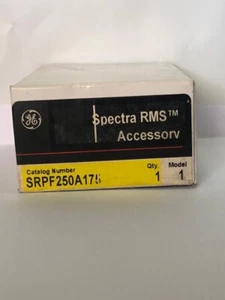 GE
Spectra RMS™
Accessory
Catalog Number
Qty
Model
SRPF250A175
1
1